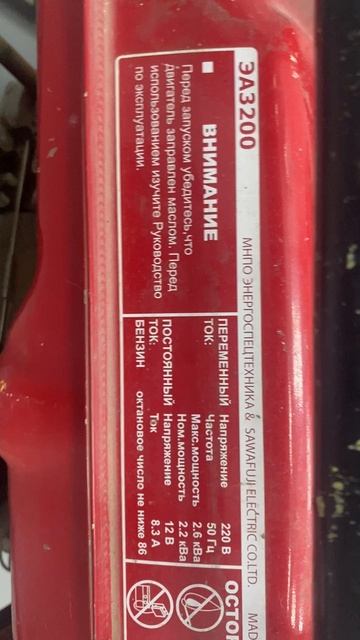 ЭА3200
МНПО ЭНЕРГОСПЕЦТЕХНИКА & SAWAFUJI ELECTRIC CO.LTD.
MAD
ВНИМАНИЕ
Перед запуском убедитесь,что
двигатель заправлен маслом. Перед
использованием изучите Руководство
по эксплуатации.
ПЕРЕМЕННЫЙ Напряжение 220 В
ТОК: Частота 50 Гц
Макс.мощность 2.6 кВа
Ном.мощность 2.2 кВа
ПОСТОЯННЫЙ Напряжение 12 В
ТОК: Ток 8.3 А
БЕНЗИН октановое число не ниже 86
ОСТО